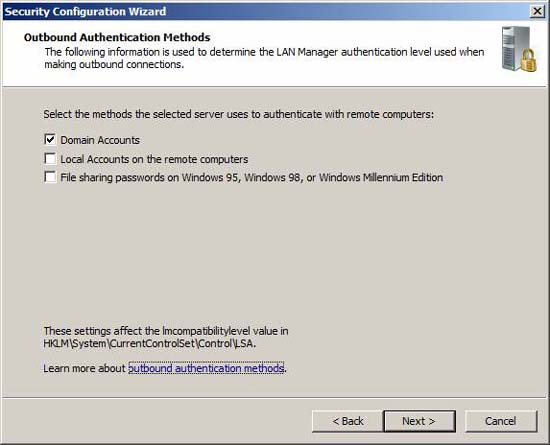 Security Configuration Wizard
Outbound Authentication Methods
The following information is used to determine the LAN Manager authentication level used when
making outbound connections.
Select the methods the selected server uses to authenticate with remote computers:
Domain Accounts
Local Accounts on the remote computers
File sharing passwords on Windows 95, Windows 98, or Windows Millennium Edition
These settings affect the lmcompatibilitylevel value in
HKLM\System\CurrentControlSet\Control\LSA.
Learn more about outbound authentication methods.
< Back Next > Cancel